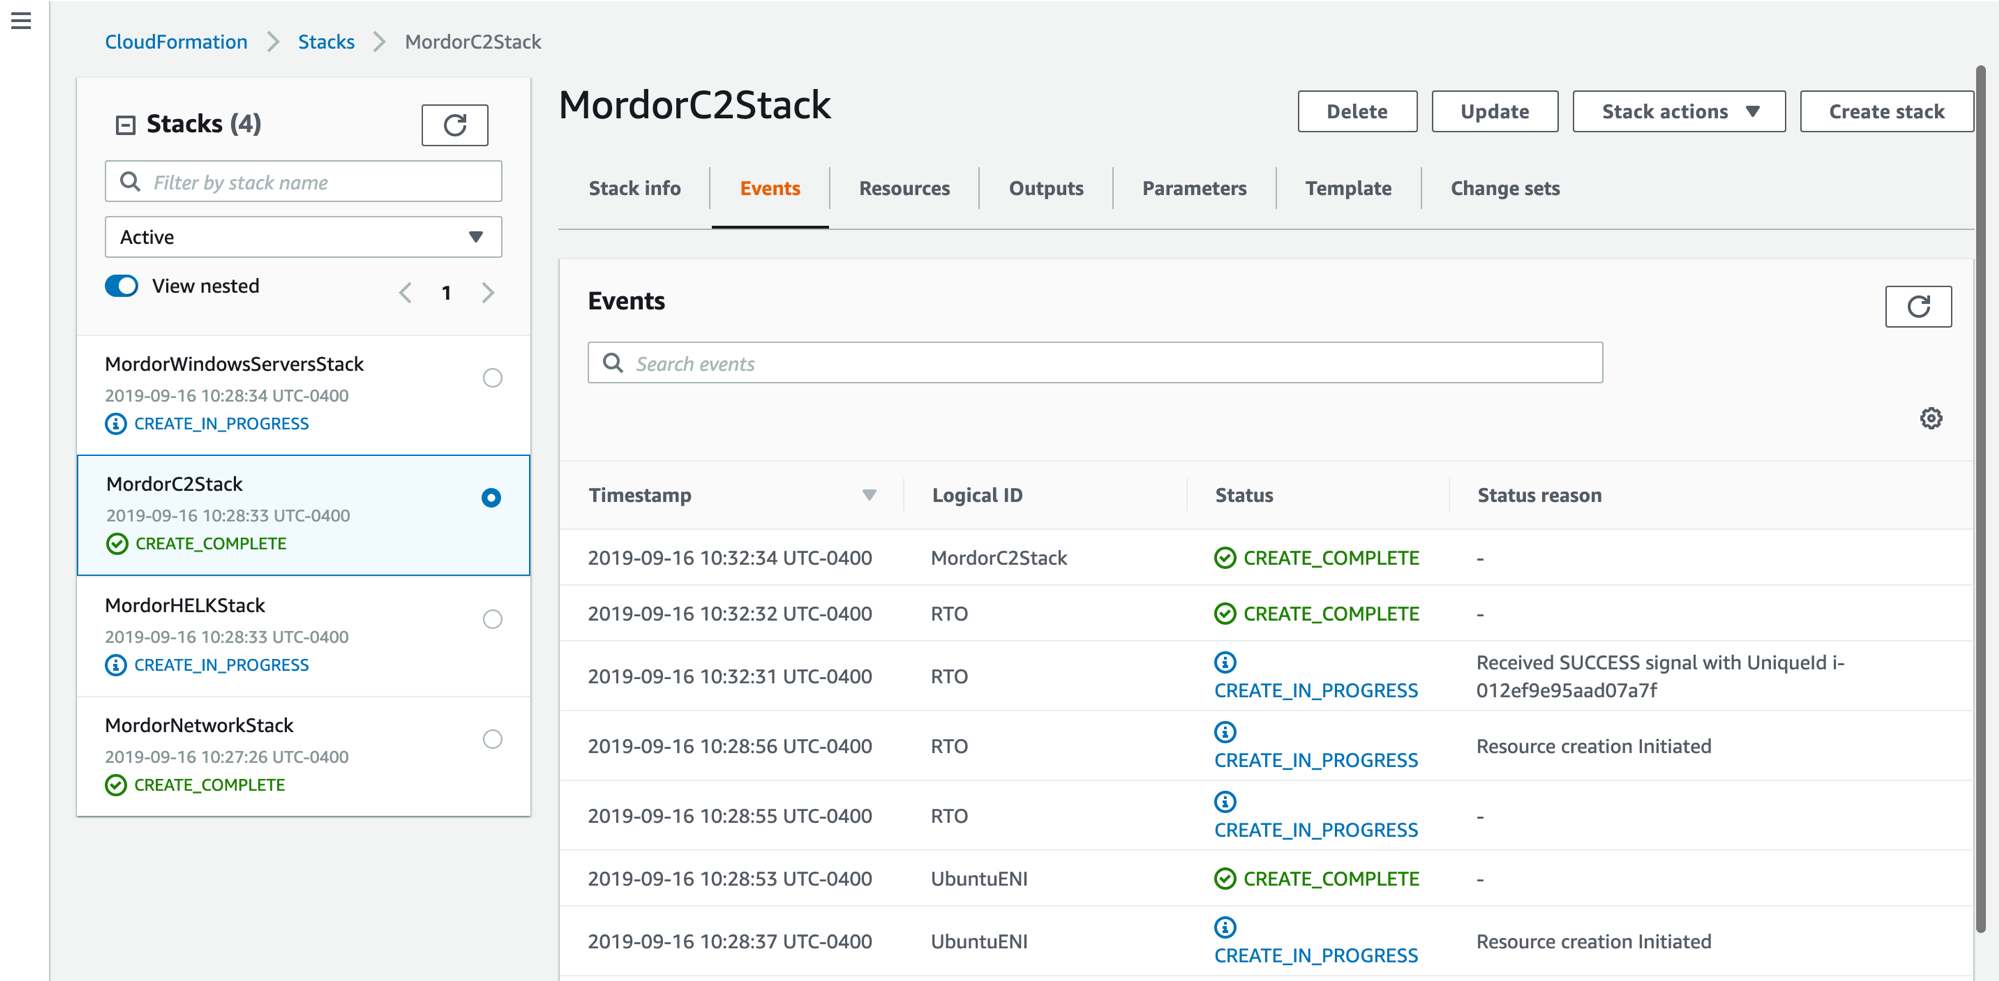 CloudFormation > Stacks > MordorC2Stack
Stacks (4)
Filter by stack name
Active
View nested
1
MordorWindowsServersStack
2019-09-16 10:28:34 UTC-0400
CREATE_IN_PROGRESS
MordorC2Stack
2019-09-16 10:28:33 UTC-0400
CREATE_COMPLETE
MordorHELKStack
2019-09-16 10:28:33 UTC-0400
CREATE_IN_PROGRESS
MordorNetworkStack
2019-09-16 10:27:26 UTC-0400
CREATE_COMPLETE
MordorC2Stack
Delete Update Stack actions Create stack
Stack info Events Resources Outputs Parameters Template Change sets
Events
Search events
Timestamp Logical ID Status Status reason
2019-09-16 10:32:34 UTC-0400 MordorC2Stack CREATE_COMPLETE -
2019-09-16 10:32:32 UTC-0400 RTO CREATE_COMPLETE -
2019-09-16 10:32:31 UTC-0400 RTO CREATE_IN_PROGRESS Received SUCCESS signal with UniqueId i-
012ef9e95aad07a7f
2019-09-16 10:28:56 UTC-0400 RTO CREATE_IN_PROGRESS Resource creation Initiated
2019-09-16 10:28:55 UTC-0400 RTO CREATE_IN_PROGRESS -
2019-09-16 10:28:53 UTC-0400 UbuntuENI CREATE_COMPLETE -
2019-09-16 10:28:37 UTC-0400 UbuntuENI CREATE_IN_PROGRESS Resource creation Initiated